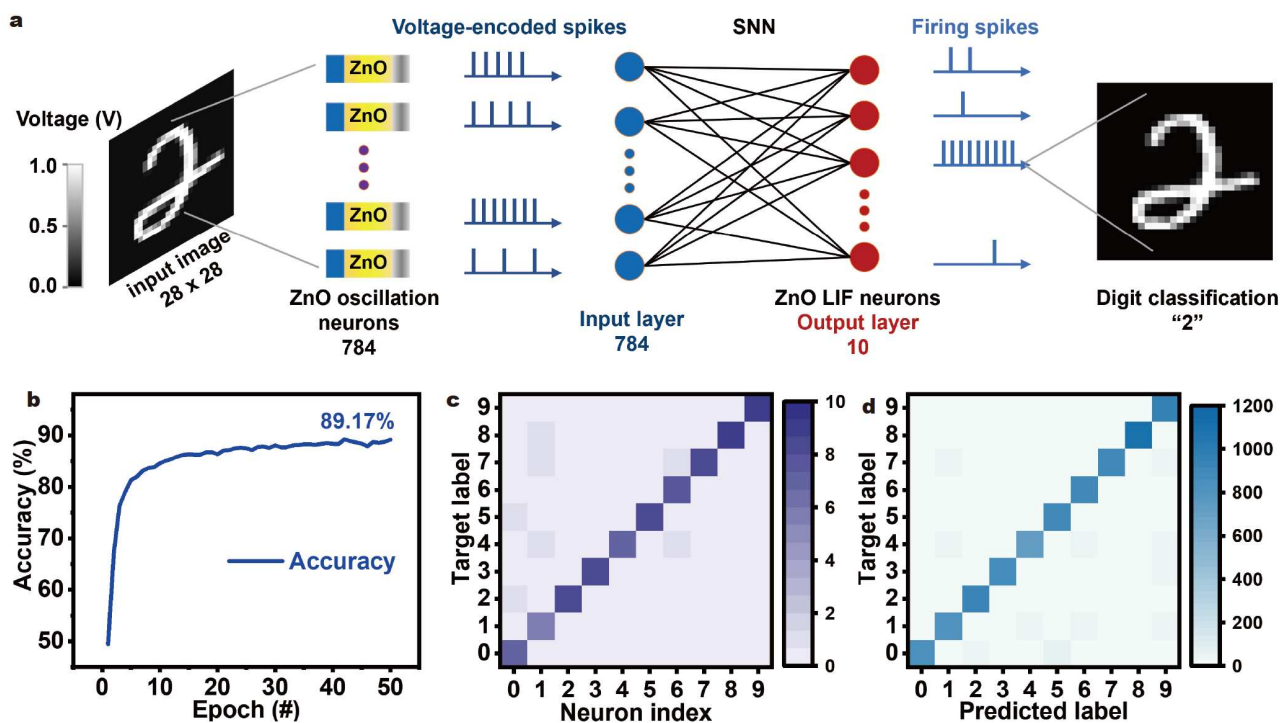 a
Voltage-encoded spikes
SNN
Firing spikes
Voltage (V)
1.0
0.5
0.0
input image
28 x 28
ZnO
ZnO
ZnO
ZnO
ZnO oscillation
neurons
784
Input layer
784
ZnO LIF neurons
Output layer
10
Digit classification
“2”
b
Accuracy (%)
90
80
70
60
50
89.17%
Accuracy
0 10 20 30 40 50
Epoch (#)
c
Target label
9
8
7
6
5
4
3
2
1
0
0 1 2 3 4 5 6 7 8 9
Neuron index
10
8
6
4
2
0
d
Target label
9
8
7
6
5
4
3
2
1
0
0 1 2 3 4 5 6 7 8 9
Predicted label
1200
1000
800
600
400
200
0